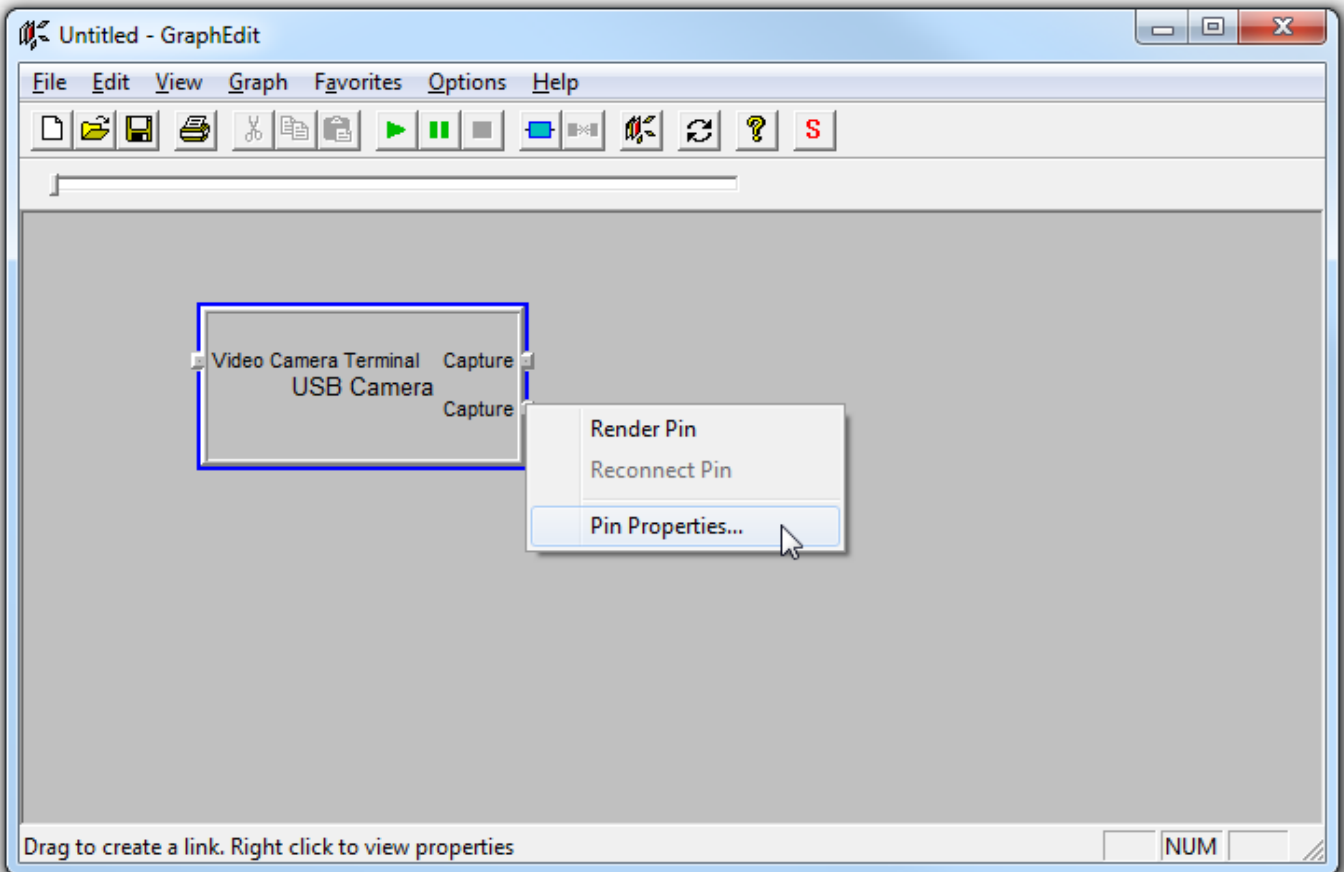 Untitled - GraphEdit
File Edit View Graph Favorites Options Help
S
Video Camera Terminal Capture
USB Camera
Capture
Render Pin
Reconnect Pin
Pin Properties...
Drag to create a link. Right click to view properties NUM